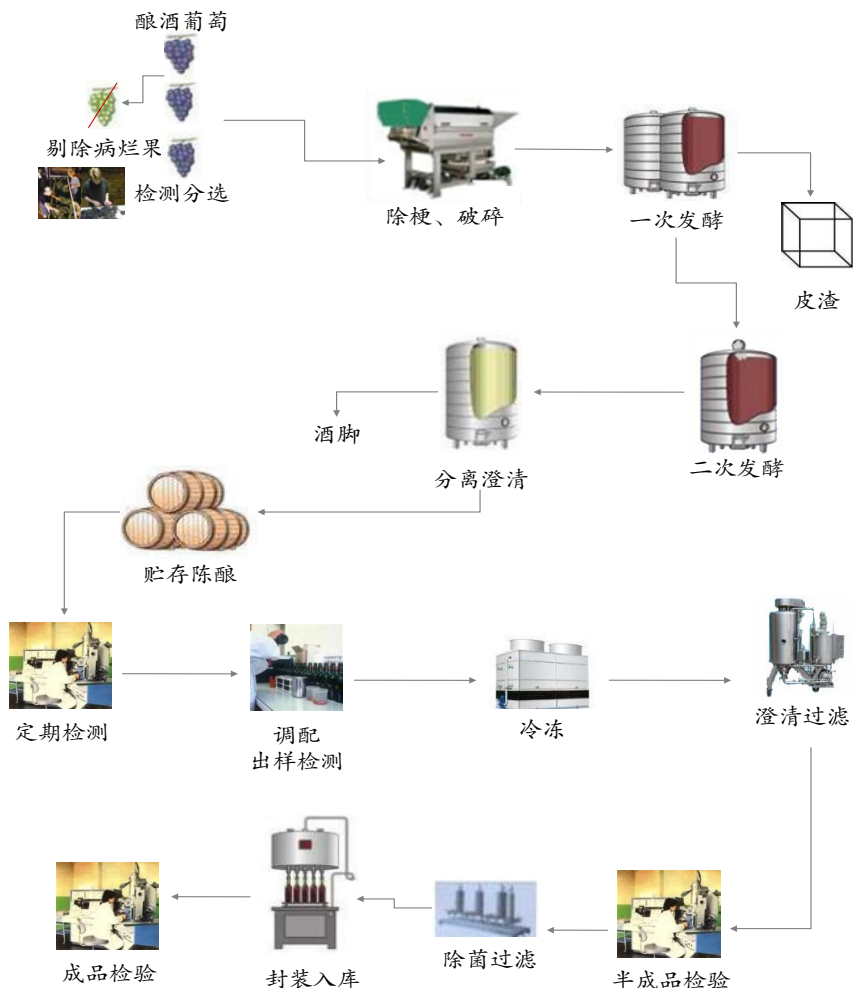 酿酒葡萄
剔除病烂果
检测分选
除梗、破碎
一次发酵
皮渣
二次发酵
分离澄清
酒脚
贮存陈酿
定期检测
调配
出样检测
冷冻
澄清过滤
半成品检验
除菌过滤
封装入库
成品检验